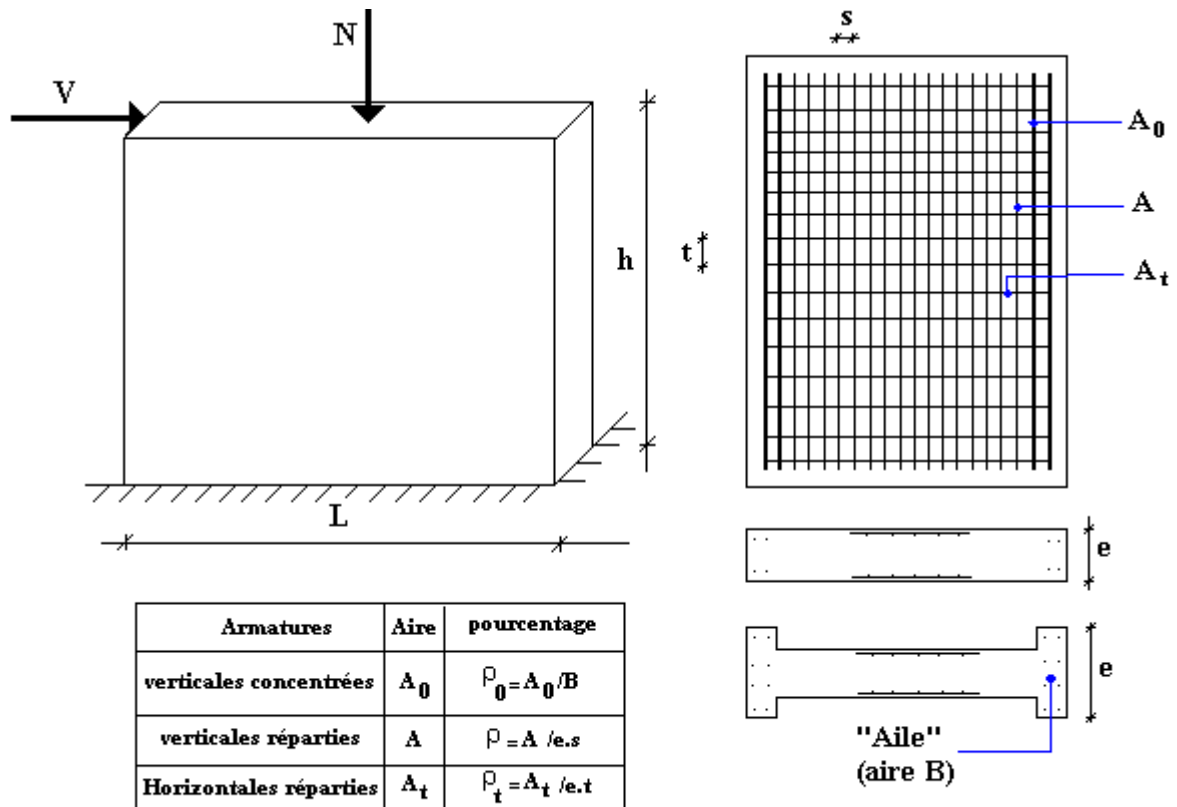 s
N
V
A₀
A
h
t
Aₜ
L
e
Armatures Aire pourcentage
verticales concentrées A₀ ρ₀=A₀/B
verticales réparties A ρ =A /e.s
Horizontales réparties Aₜ ρₜ=Aₜ/e.t
e
"Aile"
(aire B)